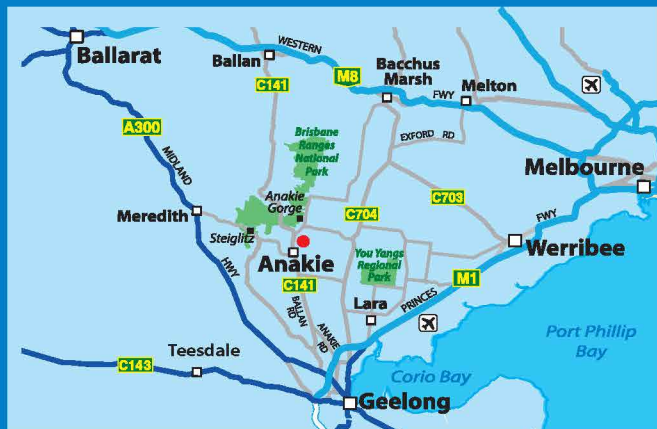 Ballarat
Ballan
WESTERN
M8
Bacchus
Marsh
FWY
Melton
C141
A300
MIDLAND
EXFORD RD
Brisbane
Ranges
National
Park
Melbourne
Anakie
Gorge
C703
Meredith
C704
FWY
Steiglitz
Werribee
Anakie
You Yangs
Regional
Park
HWY
C141
M1
BALLAN
RD
ANAKIE
RD
Lara
PRINCES
Port Phillip
Bay
Teesdale
C143
Corio Bay
Geelong